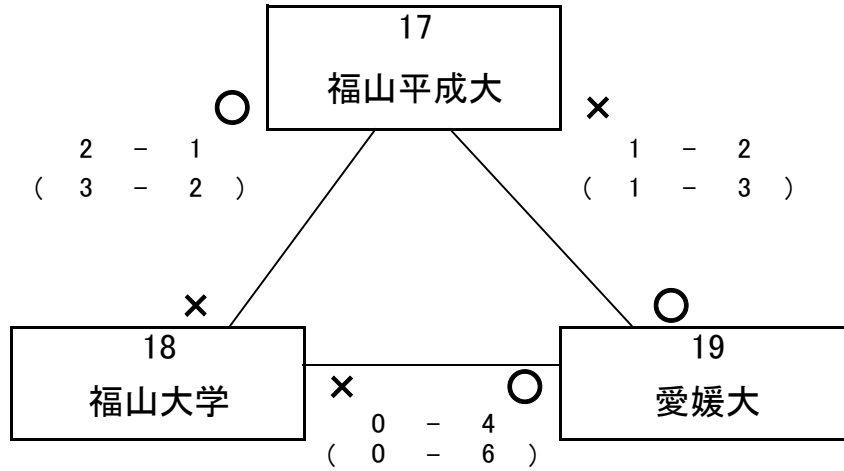 17
福山平成大
○ ×
2 － 1
( 3 － 2 )
1 － 2
( 1 － 3 )
× ○
18
福山大学
19
愛媛大
× ○
0 － 4
( 0 － 6 )